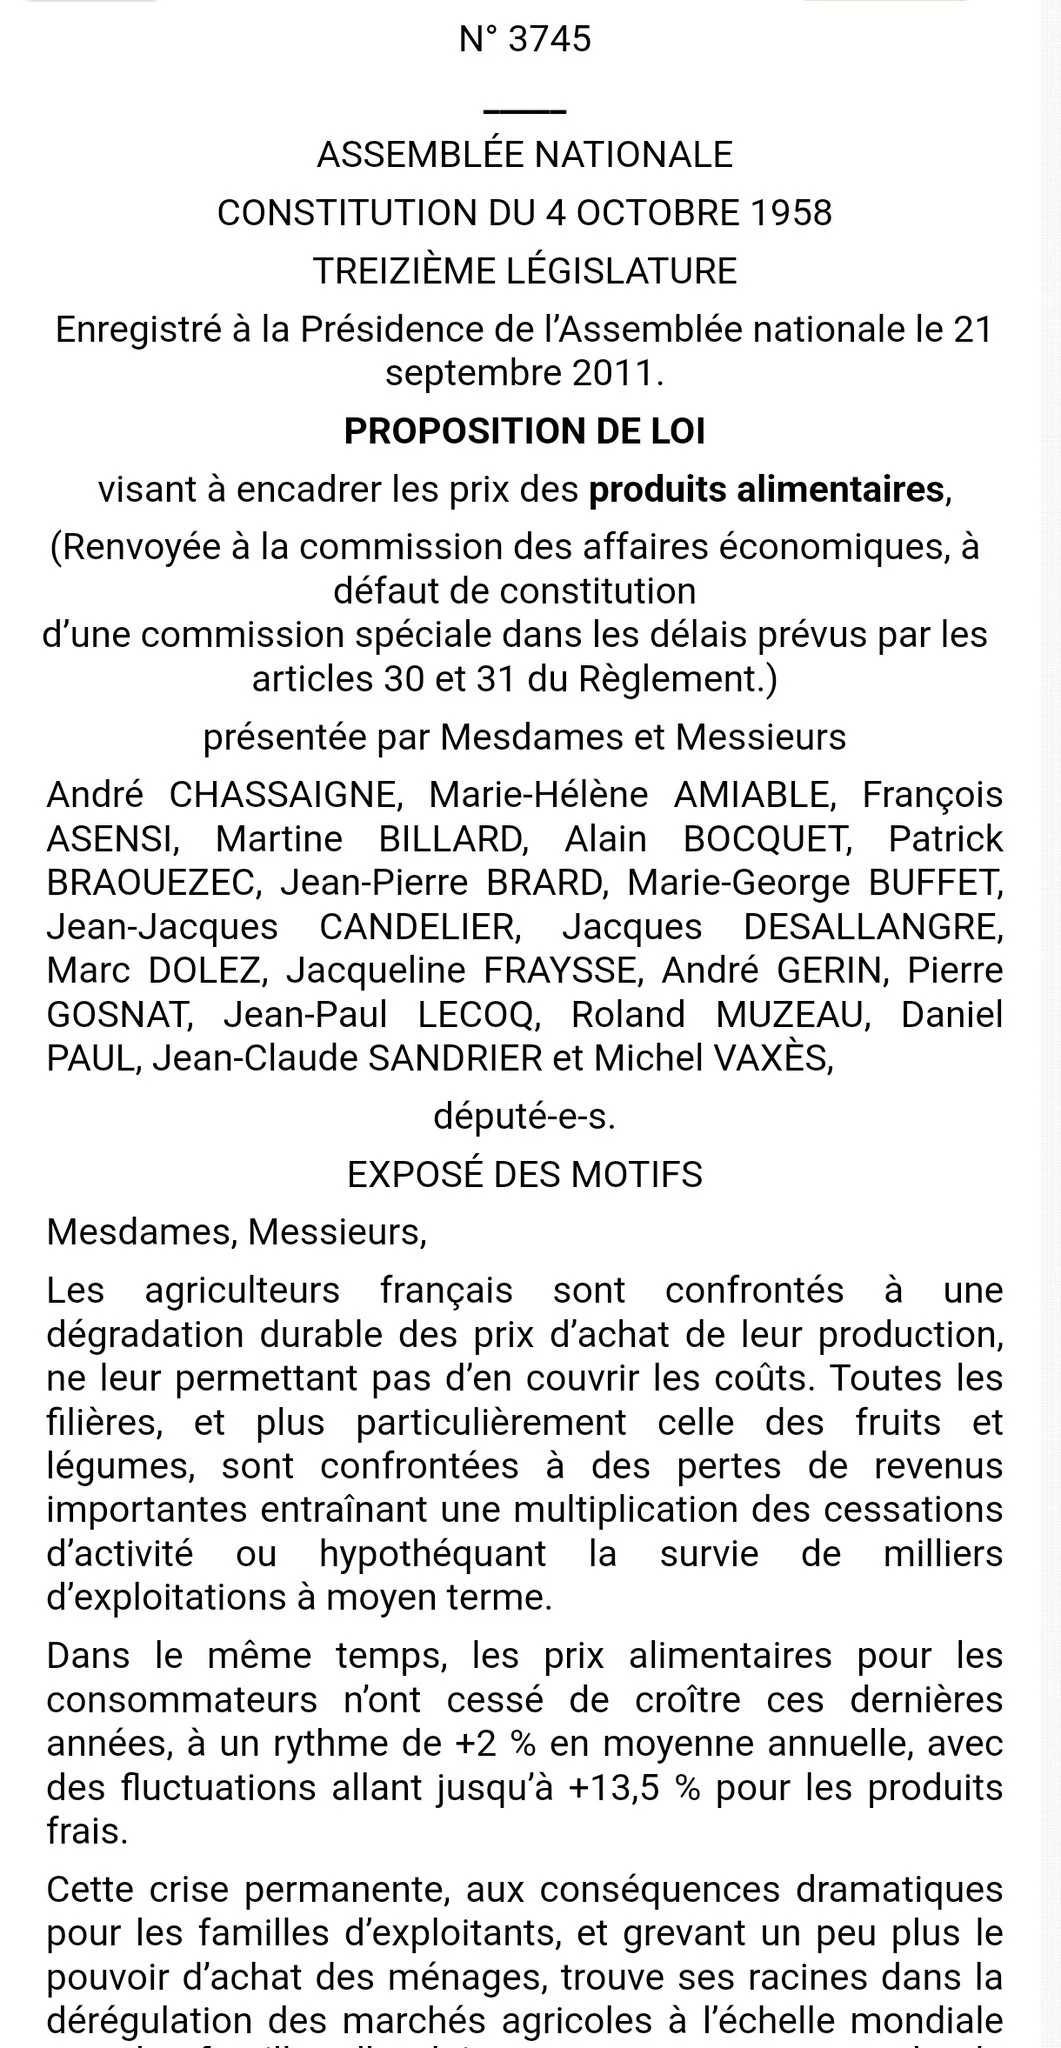 N° 3745
_____
ASSEMBLÉE NATIONALE
CONSTITUTION DU 4 OCTOBRE 1958
TREIZIÈME LÉGISLATURE
Enregistré à la Présidence de l’Assemblée nationale le 21
septembre 2011.
PROPOSITION DE LOI
visant à encadrer les prix des produits alimentaires,
(Renvoyée à la commission des affaires économiques, à
défaut de constitution
d’une commission spéciale dans les délais prévus par les
articles 30 et 31 du Règlement.)
présentée par Mesdames et Messieurs
André CHASSAIGNE, Marie-Hélène AMIABLE, François
ASENSI, Martine BILLARD, Alain BOCQUET, Patrick
BRAOUEZEC, Jean-Pierre BRARD, Marie-George BUFFET,
Jean-Jacques CANDELIER, Jacques DESALLANGRE,
Marc DOLEZ, Jacqueline FRAYSSE, André GERIN, Pierre
GOSNAT, Jean-Paul LECOQ, Roland MUZEAU, Daniel
PAUL, Jean-Claude SANDRIER et Michel VAXÈS,
député-e-s.
EXPOSÉ DES MOTIFS
Mesdames, Messieurs,
Les agriculteurs français sont confrontés à une
dégradation durable des prix d’achat de leur production,
ne leur permettant pas d’en couvrir les coûts. Toutes les
filières, et plus particulièrement celle des fruits et
légumes, sont confrontées à des pertes de revenus
importantes entraînant une multiplication des cessations
d’activité ou hypothéquant la survie de milliers
d’exploitations à moyen terme.
Dans le même temps, les prix alimentaires pour les
consommateurs n’ont cessé de croître ces dernières
années, à un rythme de +2 % en moyenne annuelle, avec
des fluctuations allant jusqu’à +13,5 % pour les produits
frais.
Cette crise permanente, aux conséquences dramatiques
pour les familles d’exploitants, et grevant un peu plus le
pouvoir d’achat des ménages, trouve ses racines dans la
dérégulation des marchés agricoles à l’échelle mondiale